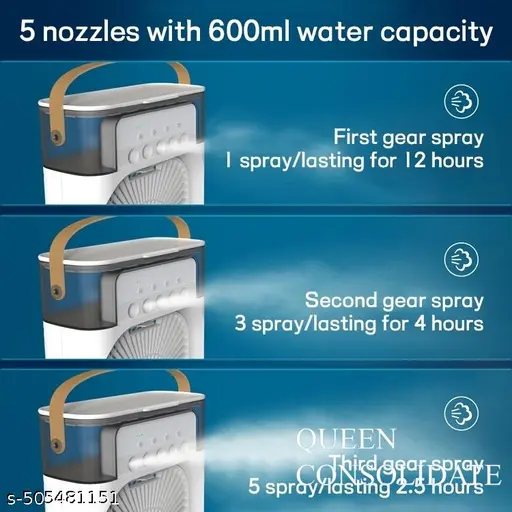 5 nozzles with 600ml water capacity
First gear spray
1 spray/lasting for 12 hours
Second gear spray
3 spray/lasting for 4 hours
Third gear spray
5 spray/lasting 2.5 hours
QUEEN
CONSOLIDATE
s-505481151